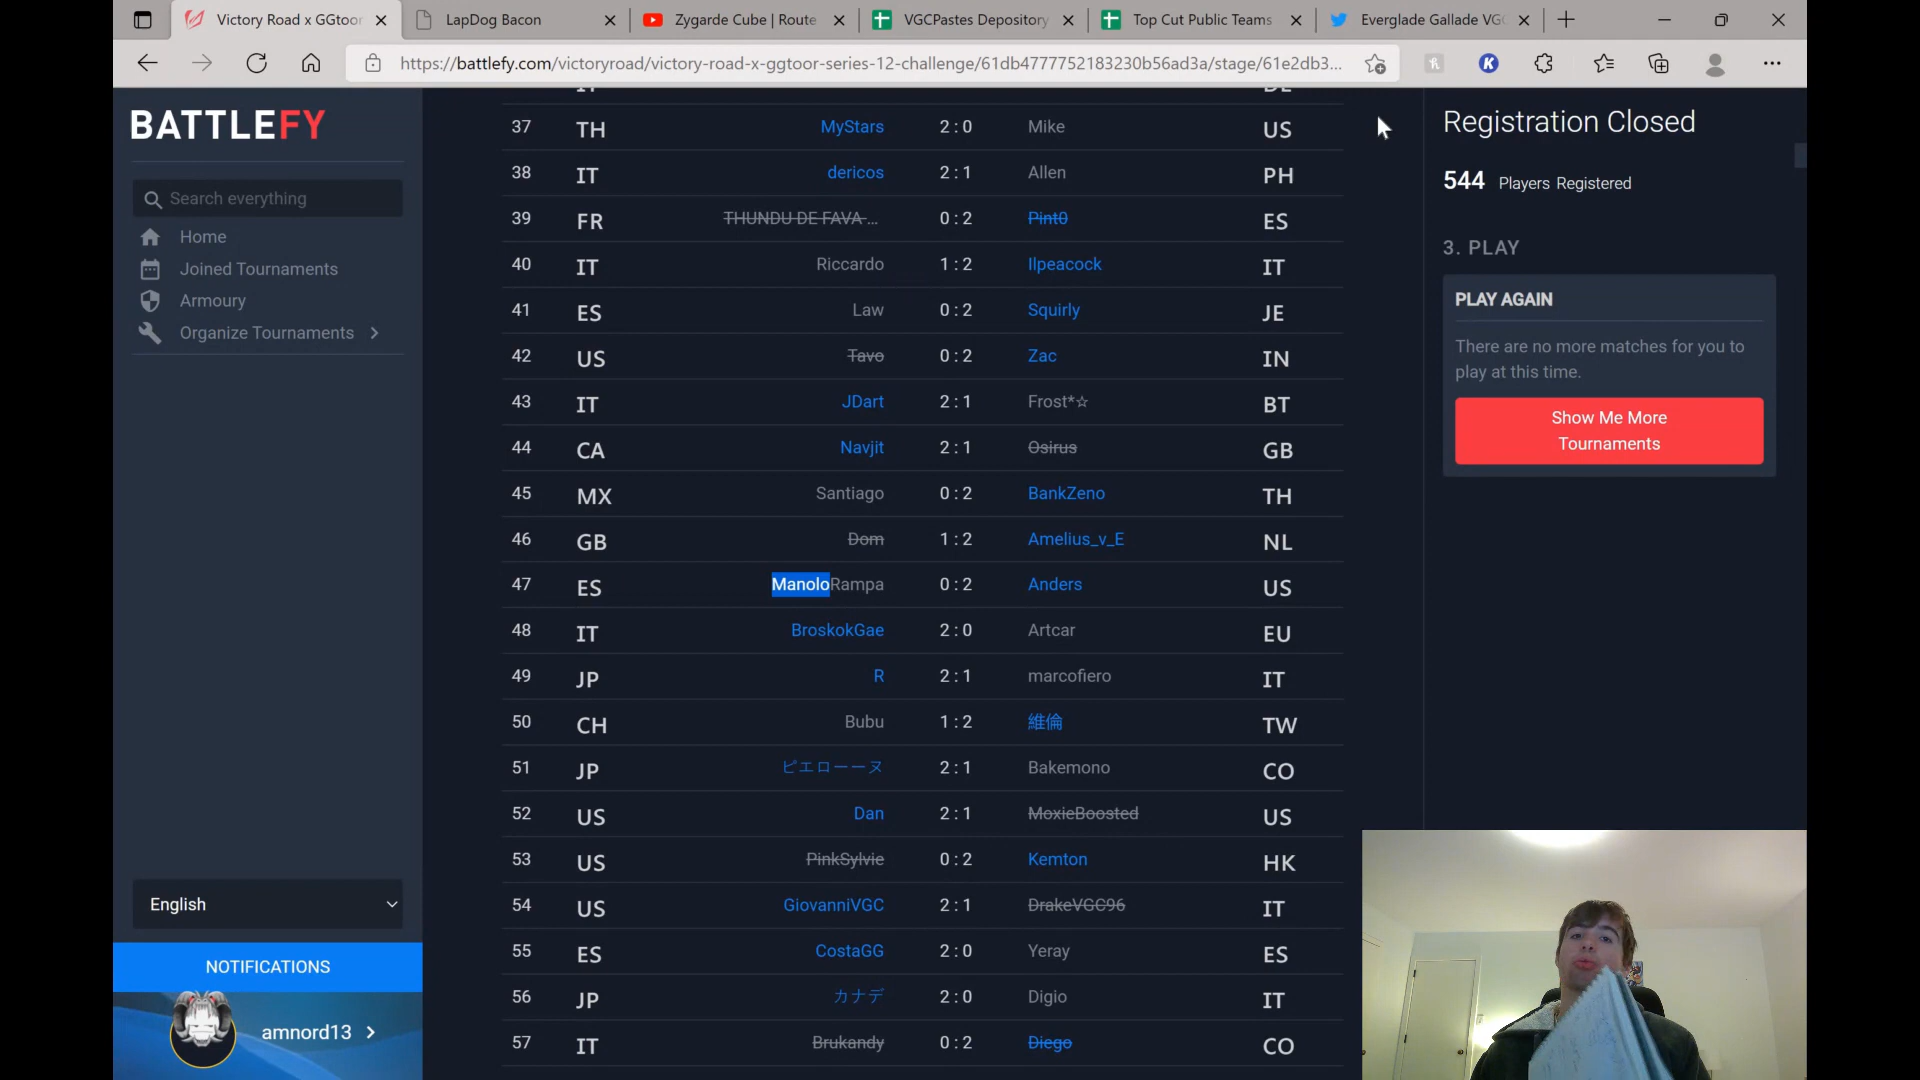 Victory Road x GGtoor
LapDog Bacon
Zygarde Cube | Route
VGCPastes Depository
Top Cut Public Teams
Everglade Gallade VGC
https://battlefy.com/victoryroad/victory-road-x-ggtoor-series-12-challenge/61db4777752183230b56ad3a/stage/61e2db3...
BATTLEFY
Search everything
Home
Joined Tournaments
Armoury
Organize Tournaments
English
NOTIFICATIONS
amnord13
37 TH MyStars 2 : 0 Mike US
38 IT dericos 2 : 1 Allen PH
39 FR THUNDU DE FAVA ... 0 : 2 Pint0 ES
40 IT Riccardo 1 : 2 Ilpeacock IT
41 ES Law 0 : 2 Squirly JE
42 US Tavo 0 : 2 Zac IN
43 IT JDart 2 : 1 Frost*☆ BT
44 CA Navjit 2 : 1 Osirus GB
45 MX Santiago 0 : 2 BankZeno TH
46 GB Dom 1 : 2 Amelius_v_E NL
47 ES ManoloRampa 0 : 2 Anders US
48 IT BroskokGae 2 : 0 Artcar EU
49 JP R 2 : 1 marcofiero IT
50 CH Bubu 1 : 2 維倫 TW
51 JP ピエローーヌ 2 : 1 Bakemono CO
52 US Dan 2 : 1 MoxieBoosted US
53 US PinkSylvie 0 : 2 Kemton HK
54 US GiovanniVGC 2 : 1 DrakeVGC96 IT
55 ES CostaGG 2 : 0 Yeray ES
56 JP カナデ 2 : 0 Digio IT
57 IT Brukandy 0 : 2 Diego CO
Registration Closed
544 Players Registered
3. PLAY
PLAY AGAIN
There are no more matches for you to
play at this time.
Show Me More
Tournaments